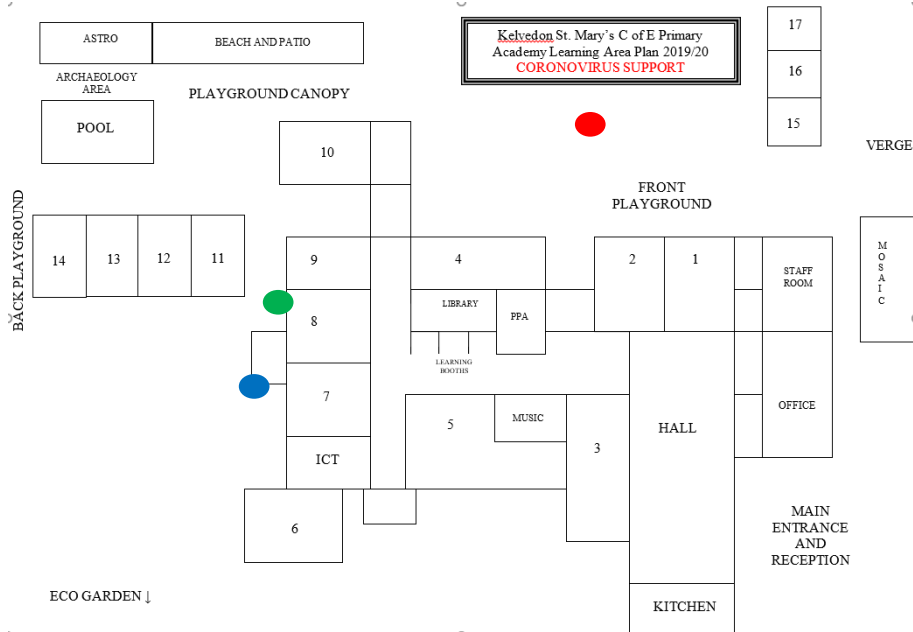 Kelvedon St. Mary's C of E Primary
Academy Learning Area Plan 2019/20
CORONOVIRUS SUPPORT
17
16
15
ASTRO
BEACH AND PATIO
ARCHAEOLOGY
AREA
PLAYGROUND CANOPY
POOL
10
VERGE
FRONT
PLAYGROUND
BACK PLAYGROUND
14
13
12
11
9
4
2
1
STAFF
ROOM
MOSAIC
8
LIBRARY
PPA
LEARNING
BOOTHS
7
5
MUSIC
3
HALL
OFFICE
ICT
6
MAIN
ENTRANCE
AND
RECEPTION
ECO GARDEN ↓
KITCHEN